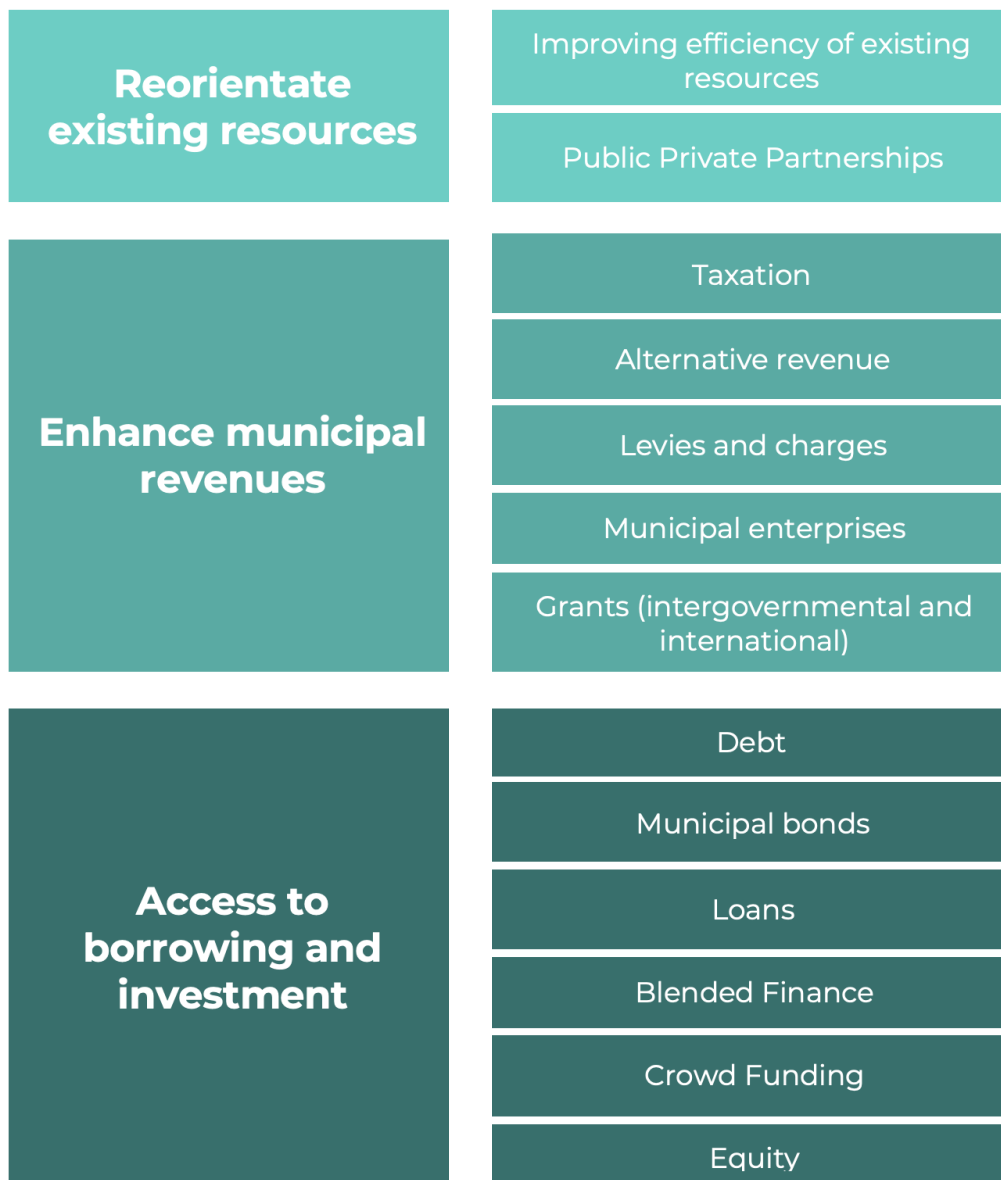 Reorientate
existing resources
Improving efficiency of existing
resources
Public Private Partnerships
Enhance municipal
revenues
Taxation
Alternative revenue
Levies and charges
Municipal enterprises
Grants (intergovernmental and
international)
Access to
borrowing and
investment
Debt
Municipal bonds
Loans
Blended Finance
Crowd Funding
Equity